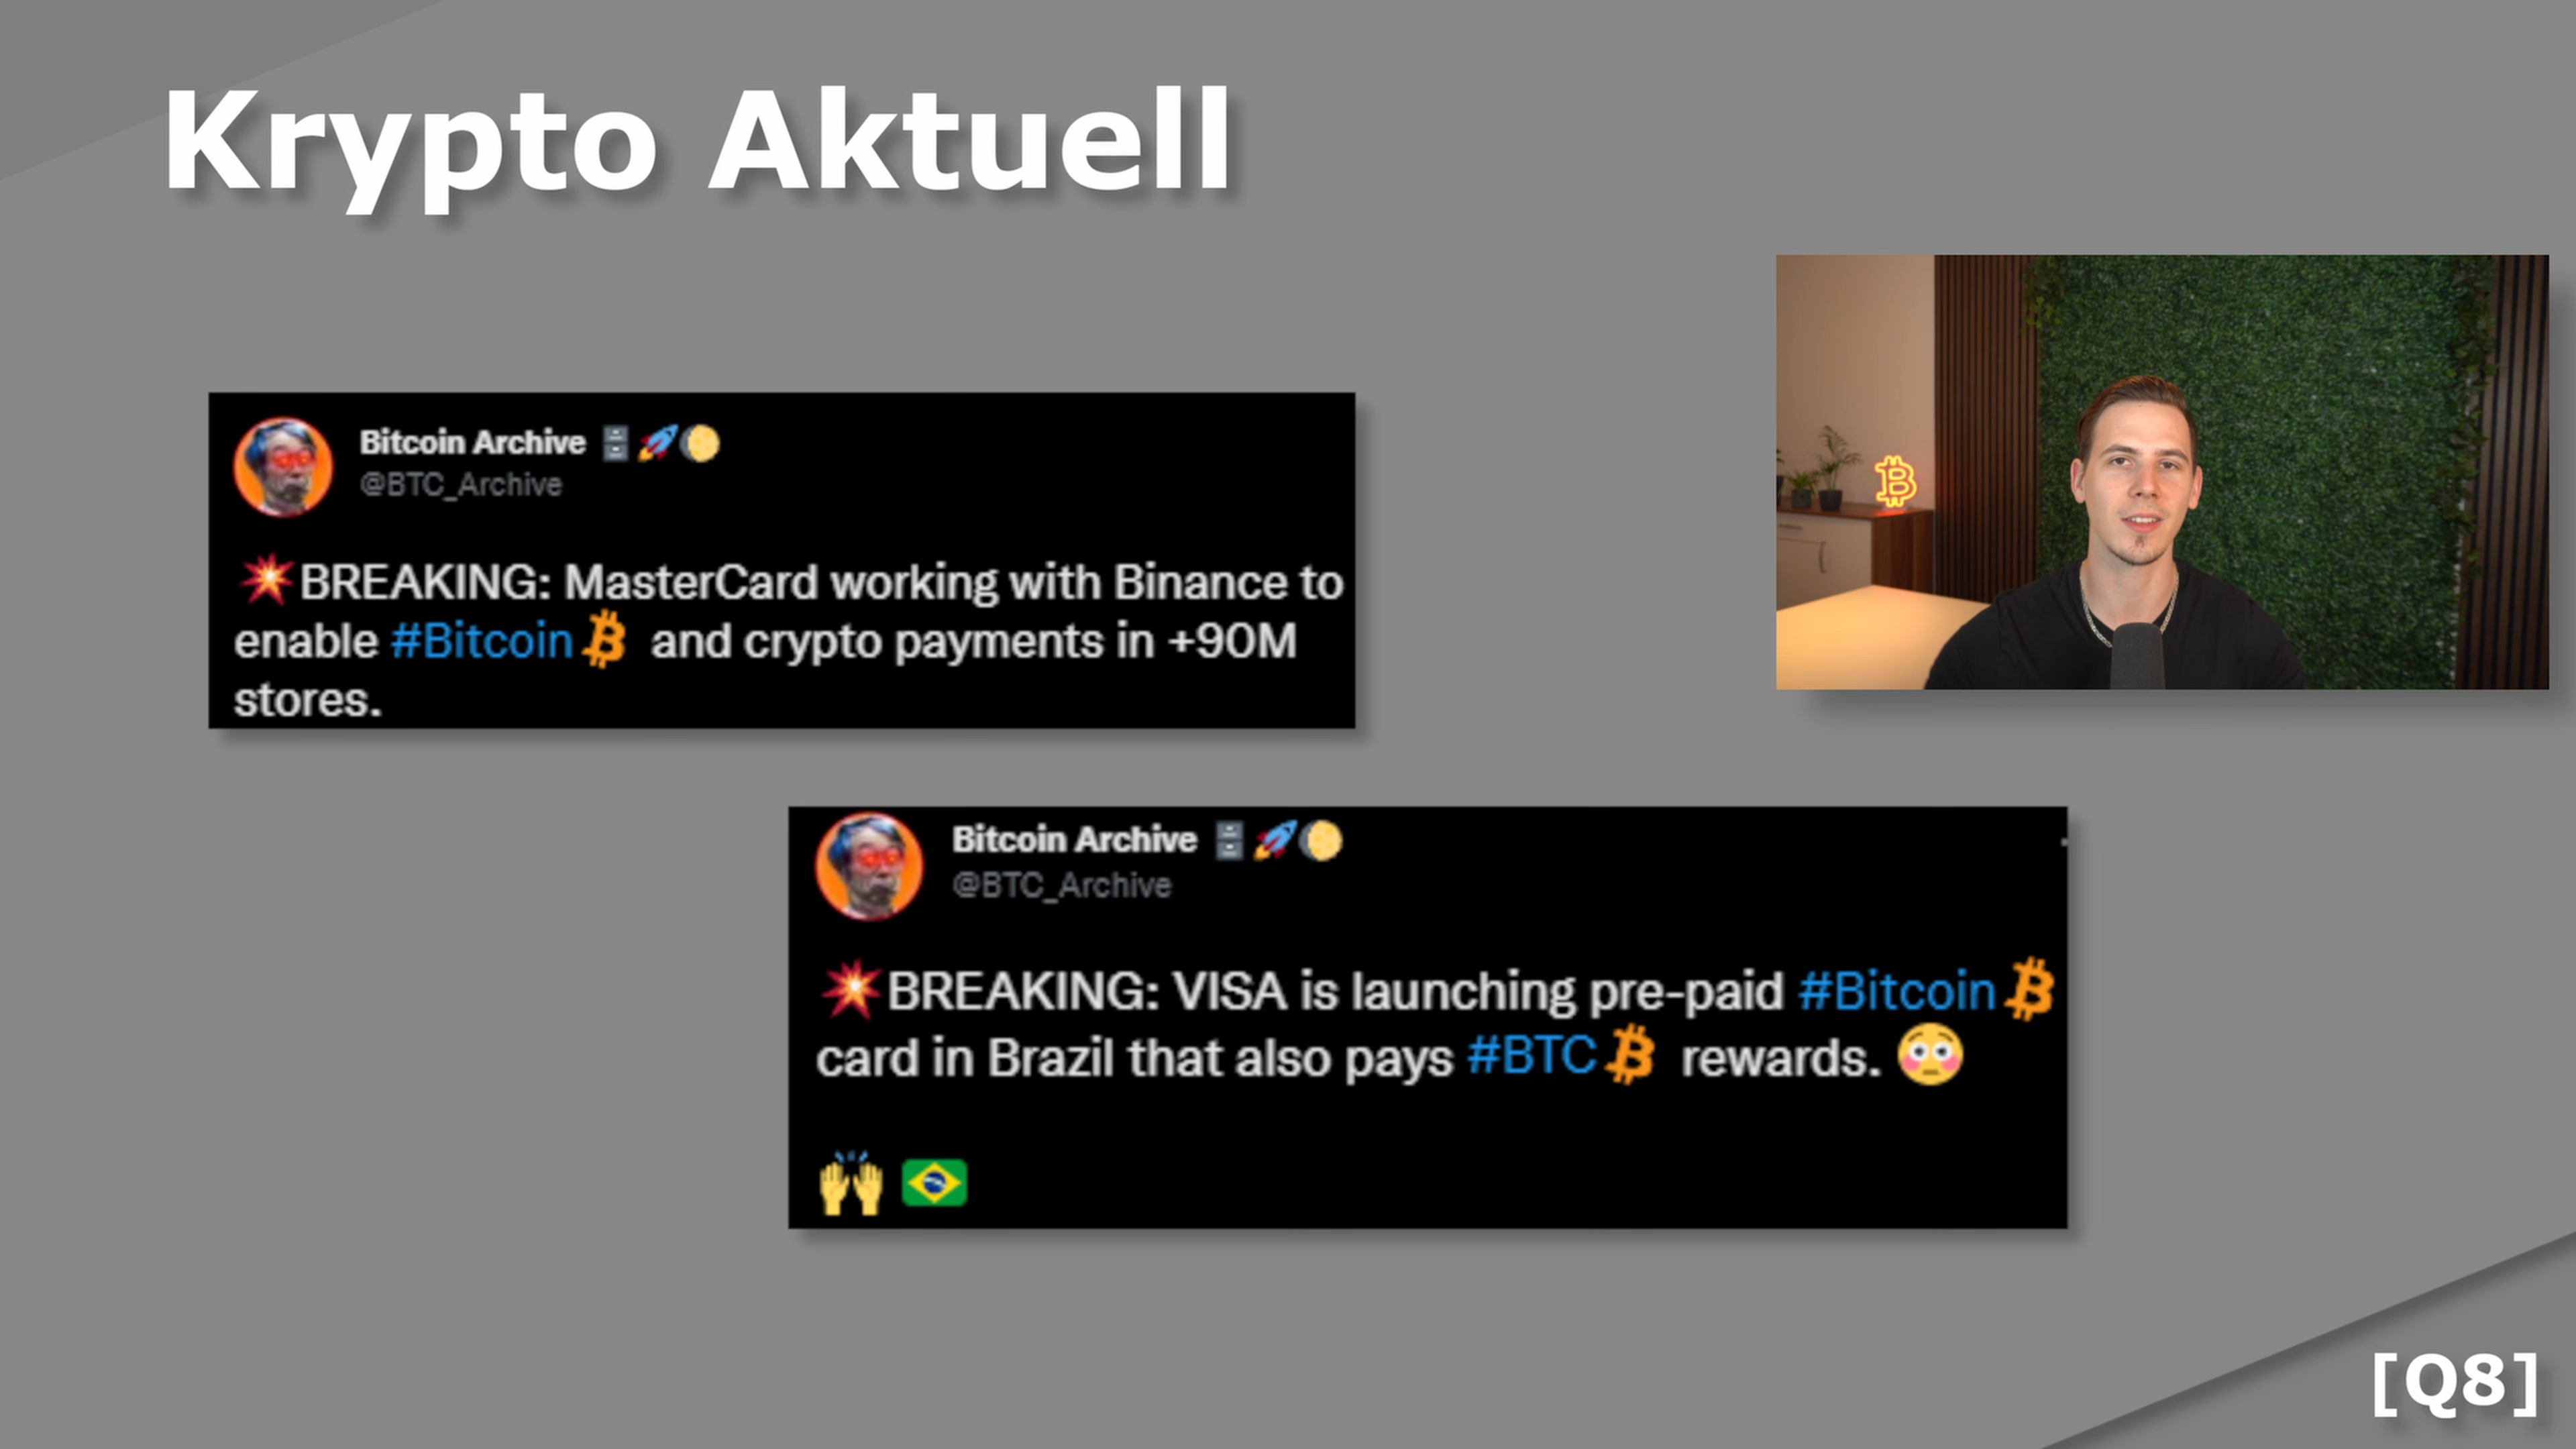 Krypto Aktuell
Bitcoin Archive 🗄️🚀🌔
@BTC_Archive
💥BREAKING: MasterCard working with Binance to
enable #Bitcoin and crypto payments in +90M
stores.
Bitcoin Archive 🗄️🚀🌔
@BTC_Archive
💥BREAKING: VISA is launching pre-paid #Bitcoin
card in Brazil that also pays #BTC rewards. 😳
🙌 🇧🇷
[Q8]